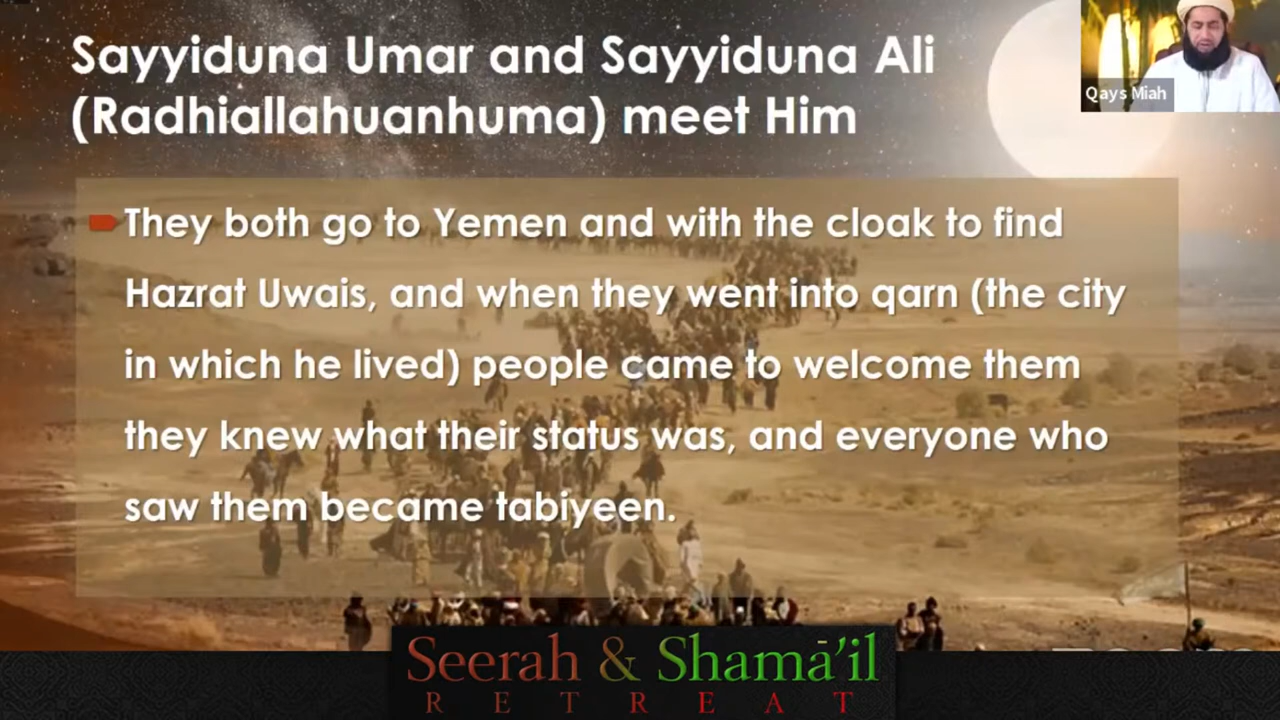 Sayyiduna Umar and Sayyiduna Ali
(Radhiallahuanhuma) meet Him
Qays Miah
They both go to Yemen and with the cloak to find
Hazrat Uwais, and when they went into qarn (the city
in which he lived) people came to welcome them
they knew what their status was, and everyone who
saw them became tabiyeen.
Seerah & Shamā'il
RETREAT